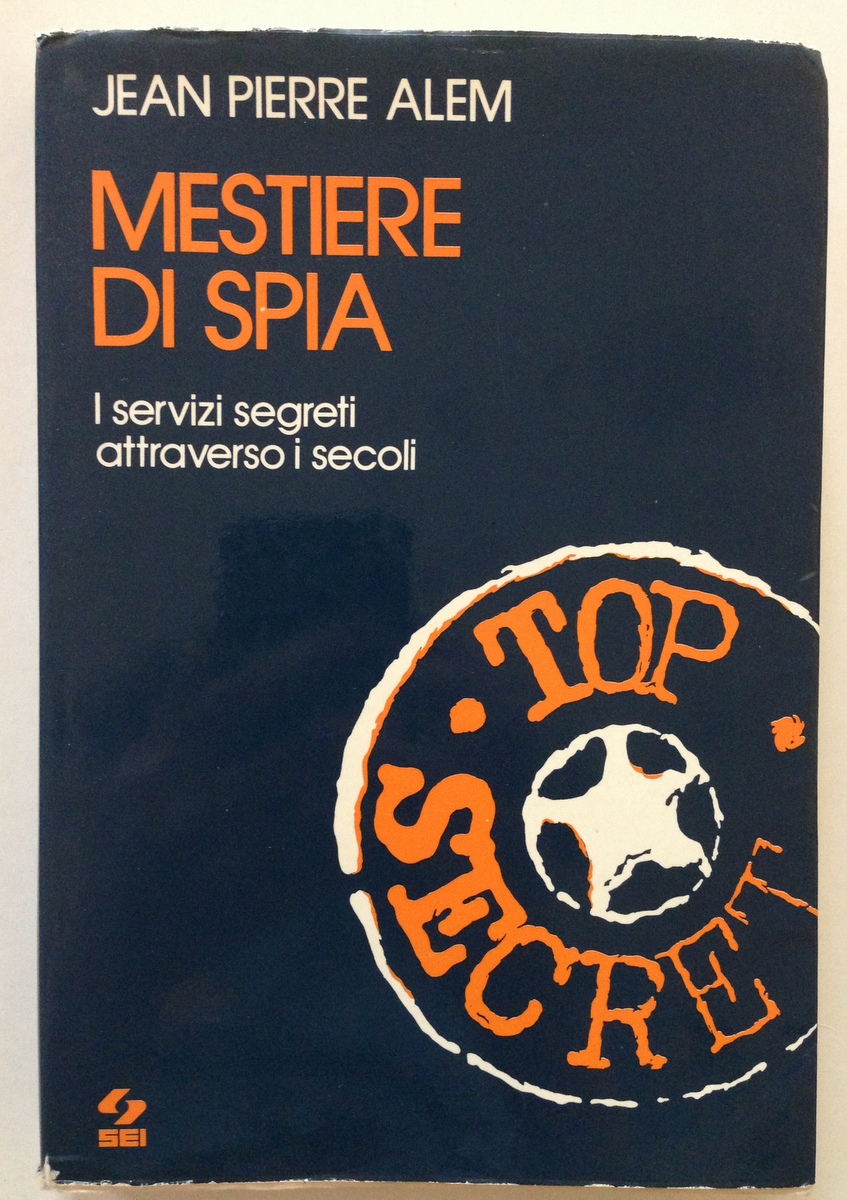 JEAN PIERRE ALEM
MESTIERE
DI SPIA
I servizi segreti
attraverso i secoli
TOP
SECRET
SEI